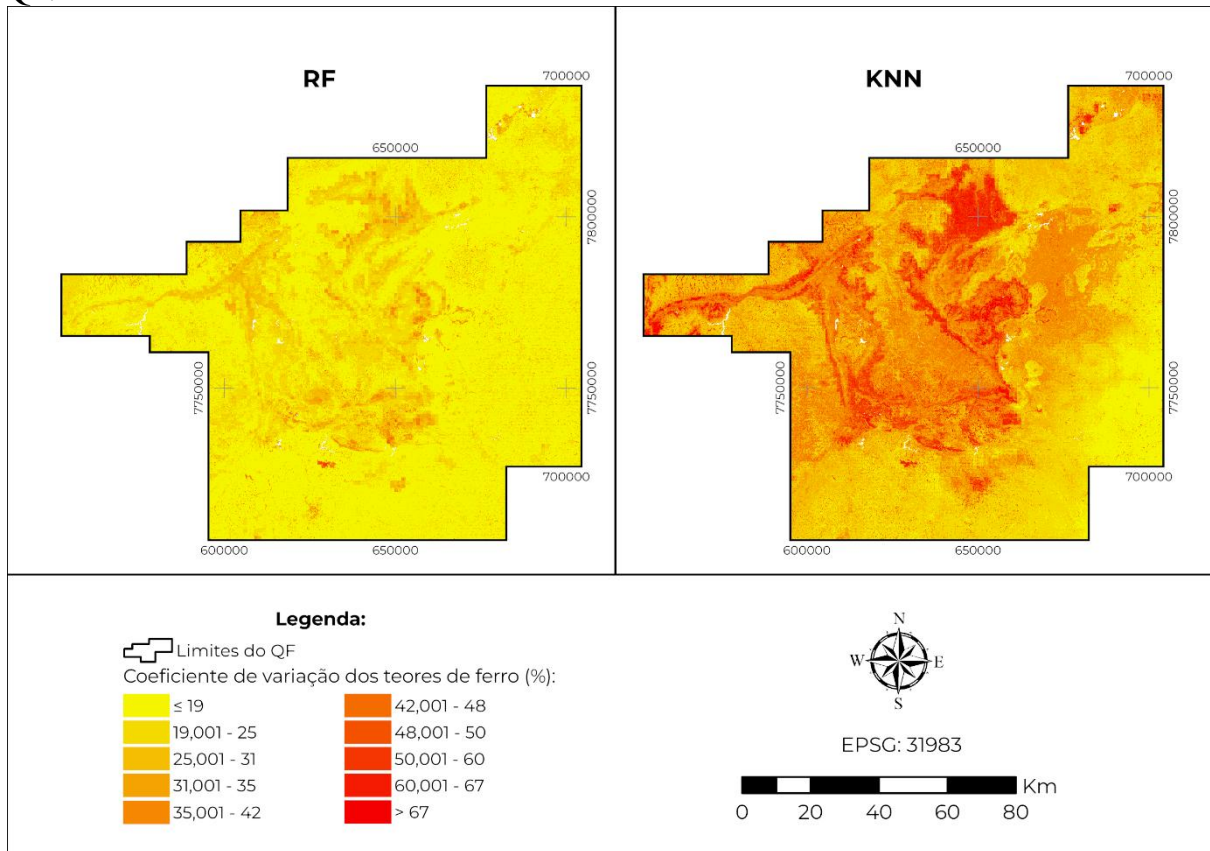 RF
700000
650000
7800000
7750000
7750000
700000
600000
650000
KNN
700000
650000
7800000
7750000
7750000
700000
600000
650000
Legenda:
Limites do QF
Coeficiente de variação dos teores de ferro (%):
≤ 19
19,001 - 25
25,001 - 31
31,001 - 35
35,001 - 42
42,001 - 48
48,001 - 50
50,001 - 60
60,001 - 67
> 67
N
W E
S
EPSG: 31983
Km
0 20 40 60 80